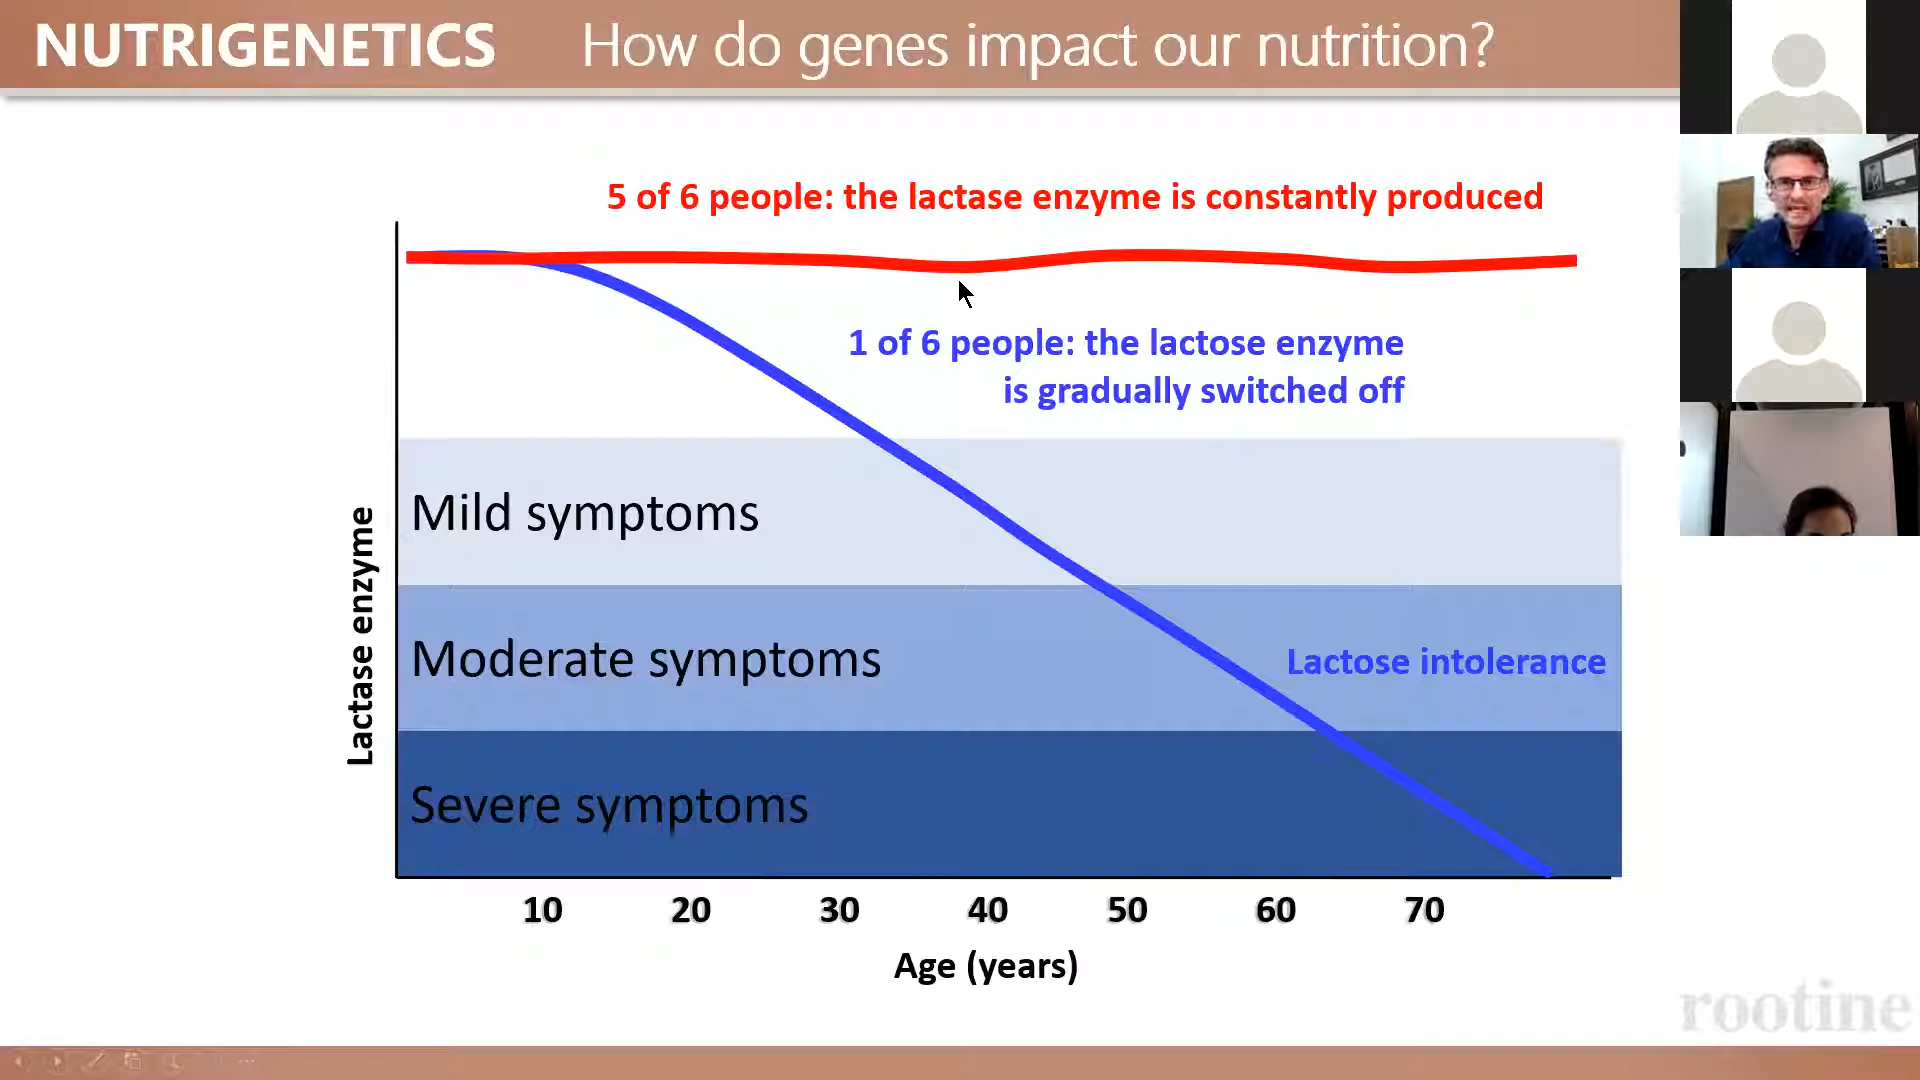 NUTRIGENETICS How do genes impact our nutrition?
5 of 6 people: the lactase enzyme is constantly produced
1 of 6 people: the lactose enzyme
is gradually switched off
Mild symptoms
Moderate symptoms
Lactose intolerance
Severe symptoms
Lactase enzyme
10 20 30 40 50 60 70
Age (years)
rootine